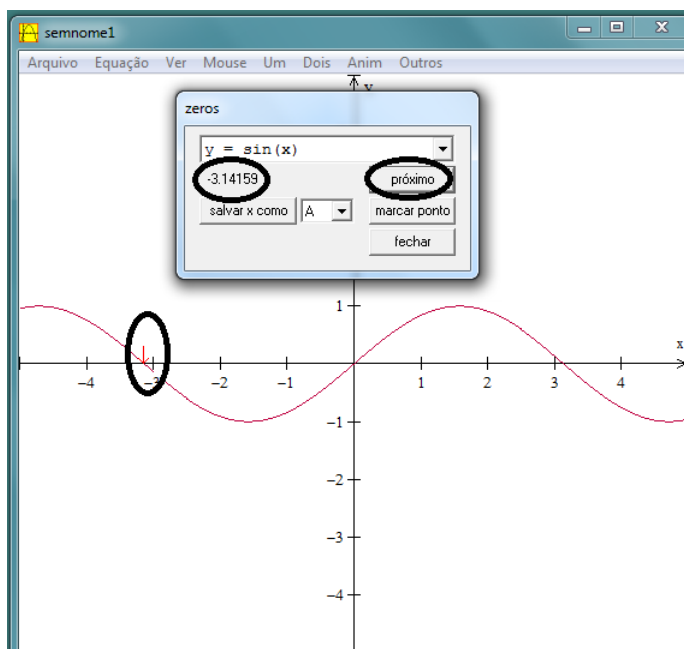 semnome1
Arquivo Equação Ver Mouse Um Dois Anim Outros
y
zeros
y = sin(x)
-3.14159 próximo
salvar x como A marcar ponto
fechar
1
x
−4 −3 −2 −1 1 2 3 4
−1
−2
−3
−4